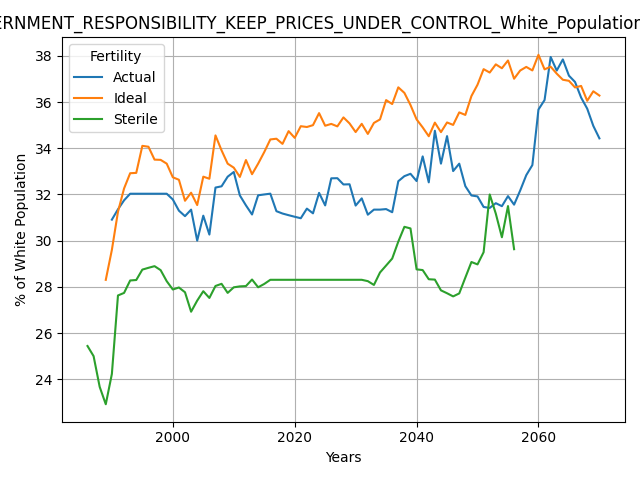 ERNMENT_RESPONSIBILITY_KEEP_PRICES_UNDER_CONTROL_White_Population
Fertility
Actual
Ideal
Sterile
% of White Population
38
36
34
32
30
28
26
24
2000
2020
2040
2060
Years